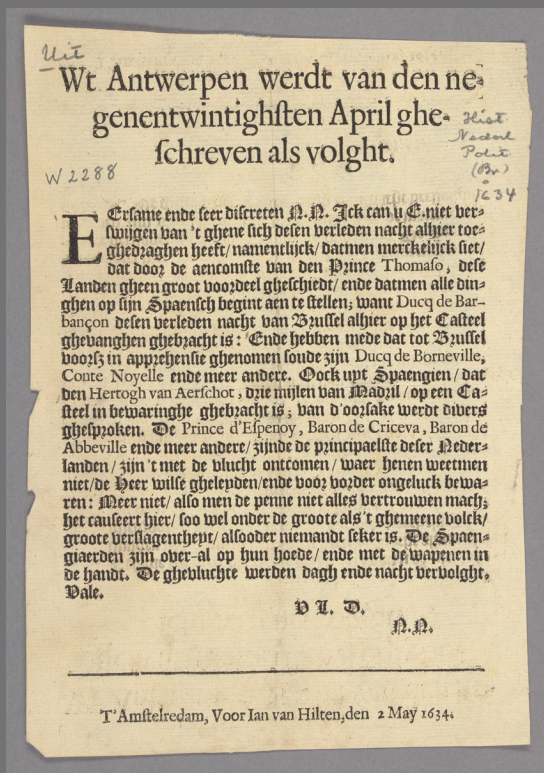 Uit
Wt Antwerpen werdt van den ne-
genentwintighſten April ghe-
ſchreven als volght.
W 2288
Hist
Nederl
Polit
(Br)
1634
EErſame ende ſeer diſcreten N.N. Ick can u E. niet ver-
ſwijgen van 't ghene ſich deſen verleden nacht alhier toe-
ghedraghen heeft/ namentlijck/ datmen merckelijck ſiet/
dat door de aencomſte van den Prince Thomaſo, deſe
Landen gheen groot voordeel gheſchiedt/ ende datmen alle din-
ghen op ſijn Spaenſch begint aen te ſtellen; want Ducq de Bar-
bançon deſen verleden nacht van Bruſſel alhier op het Caſteel
ghevanghen ghebracht is: Ende hebben mede dat tot Bruſſel
voorſz in apprehenſie ghenomen ſoude zijn Ducq de Borneville,
Conte Noyelle ende meer andere. Oock uyt Spaengien/ dat
den Hertogh van Aerſchot, drie mijlen van Madril/ op een Ca-
ſteel in bewaringhe ghebracht is; van d'oorſake werdt divers
gheſproken. De Prince d'Eſpenoy, Baron de Criceva, Baron de
Abbeville ende meer andere/ zijnde de principaelſte deſer Neder-
landen/ zijn 't met de vlucht ontcomen/ waer henen weetmen
niet/ de Heer wilſe gheleyden/ ende voor vorder ongeluck bewa-
ren: Meer niet/ alſo men de penne niet alles vertrouwen mach;
het cauſeert hier/ ſoo wel onder de groote als 't ghemeene volck/
groote verſlagentheyt/ alſooder niemandt ſeker is. De Spaen-
giaerden zijn over-al op hun hoede/ ende met de wapenen in
de handt. De ghevluchte werden dagh ende nacht vervolght.
Vale.
V L. D.
N.N.
T'Amſtelredam, Voor Ian van Hilten, den 2 May 1634.